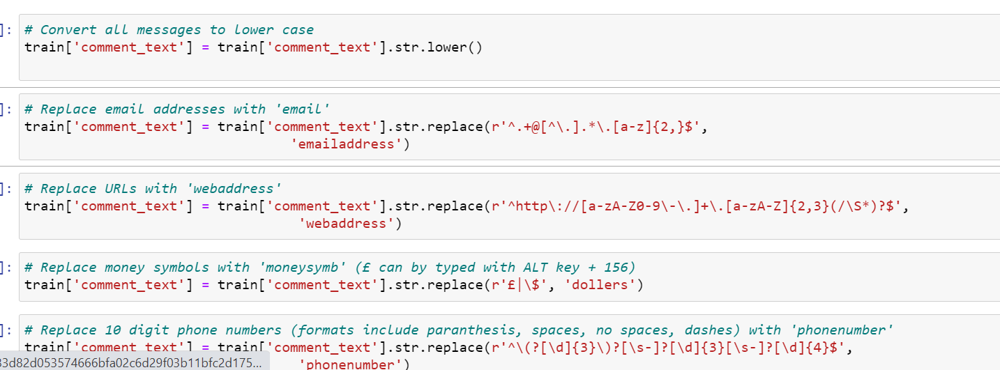 ]: # Convert all messages to lower case
train['comment_text'] = train['comment_text'].str.lower()
]: # Replace email addresses with 'email'
train['comment_text'] = train['comment_text'].str.replace(r'^.+@[^\.].*\.[a-z]{2,}$',
'emailaddress')
]: # Replace URLs with 'webaddress'
train['comment_text'] = train['comment_text'].str.replace(r'^http\://[a-zA-Z0-9\-\.]+\.[a-zA-Z]{2,3}(/\S*)?$',
'webaddress')
]: # Replace money symbols with 'moneysymb' (£ can by typed with ALT key + 156)
train['comment_text'] = train['comment_text'].str.replace(r'£|\$', 'dollers')
]: # Replace 10 digit phone numbers (formats include paranthesis, spaces, no spaces, dashes) with 'phonenumber'
train['comment_text'] = train['comment_text'].str.replace(r'^\(?[\d]{3}\)?[\s-]?[\d]{3}[\s-]?[\d]{4}$',
'phonenumber')
33d82d053574666bfa02c6d29f03b11bfc2d175...